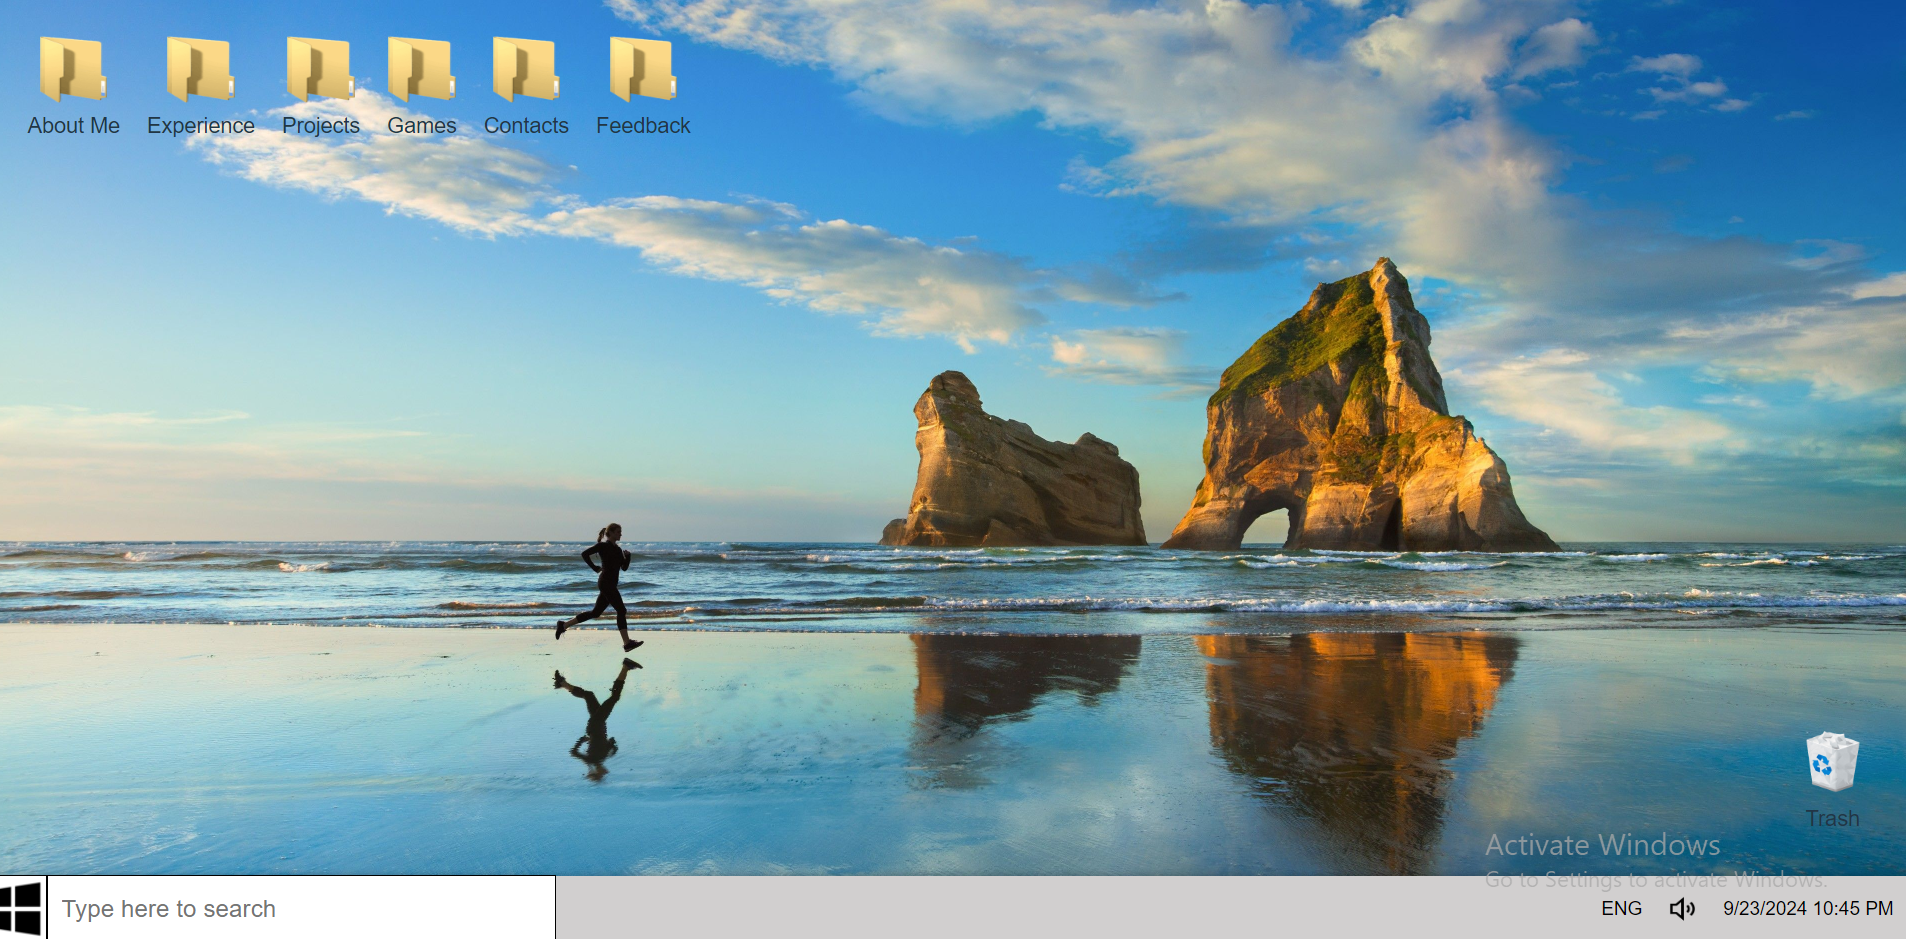 About Me
Experience
Projects
Games
Contacts
Feedback
Trash
Activate Windows
Go to Settings to activate Windows.
Type here to search
ENG
9/23/2024 10:45 PM